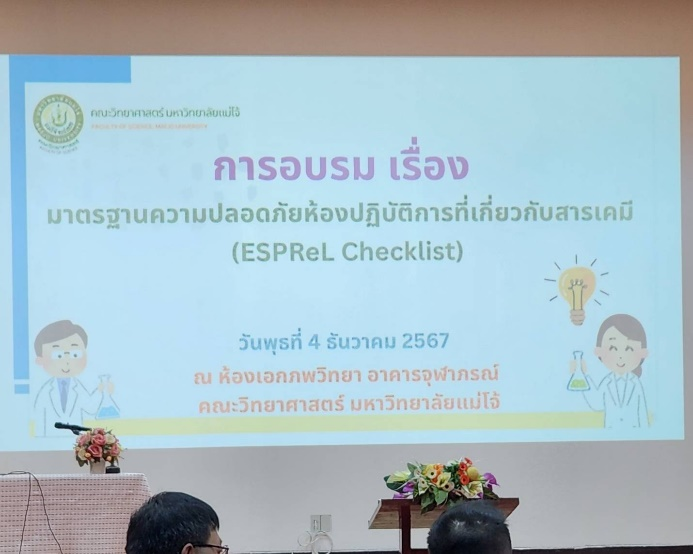 คณะวิทยาศาสตร์ มหาวิทยาลัยแม่โจ้
การอบรม เรื่อง
มาตรฐานความปลอดภัยห้องปฏิบัติการที่เกี่ยวกับสารเคมี
(ESPReL Checklist)
วันพุธที่ 4 ธันวาคม 2567
ณ ห้องเอกภพวิทยา อาคารจุฬาภรณ์
คณะวิทยาศาสตร์ มหาวิทยาลัยแม่โจ้